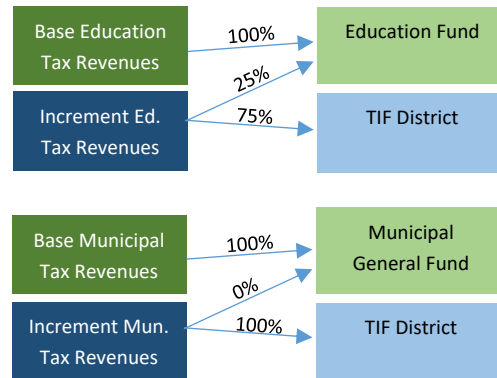 Base Education
Tax Revenues
100%
Education Fund
25%
Increment Ed.
Tax Revenues
75%
TIF District
Base Municipal
Tax Revenues
100%
Municipal
General Fund
0%
Increment Mun.
Tax Revenues
100%
TIF District